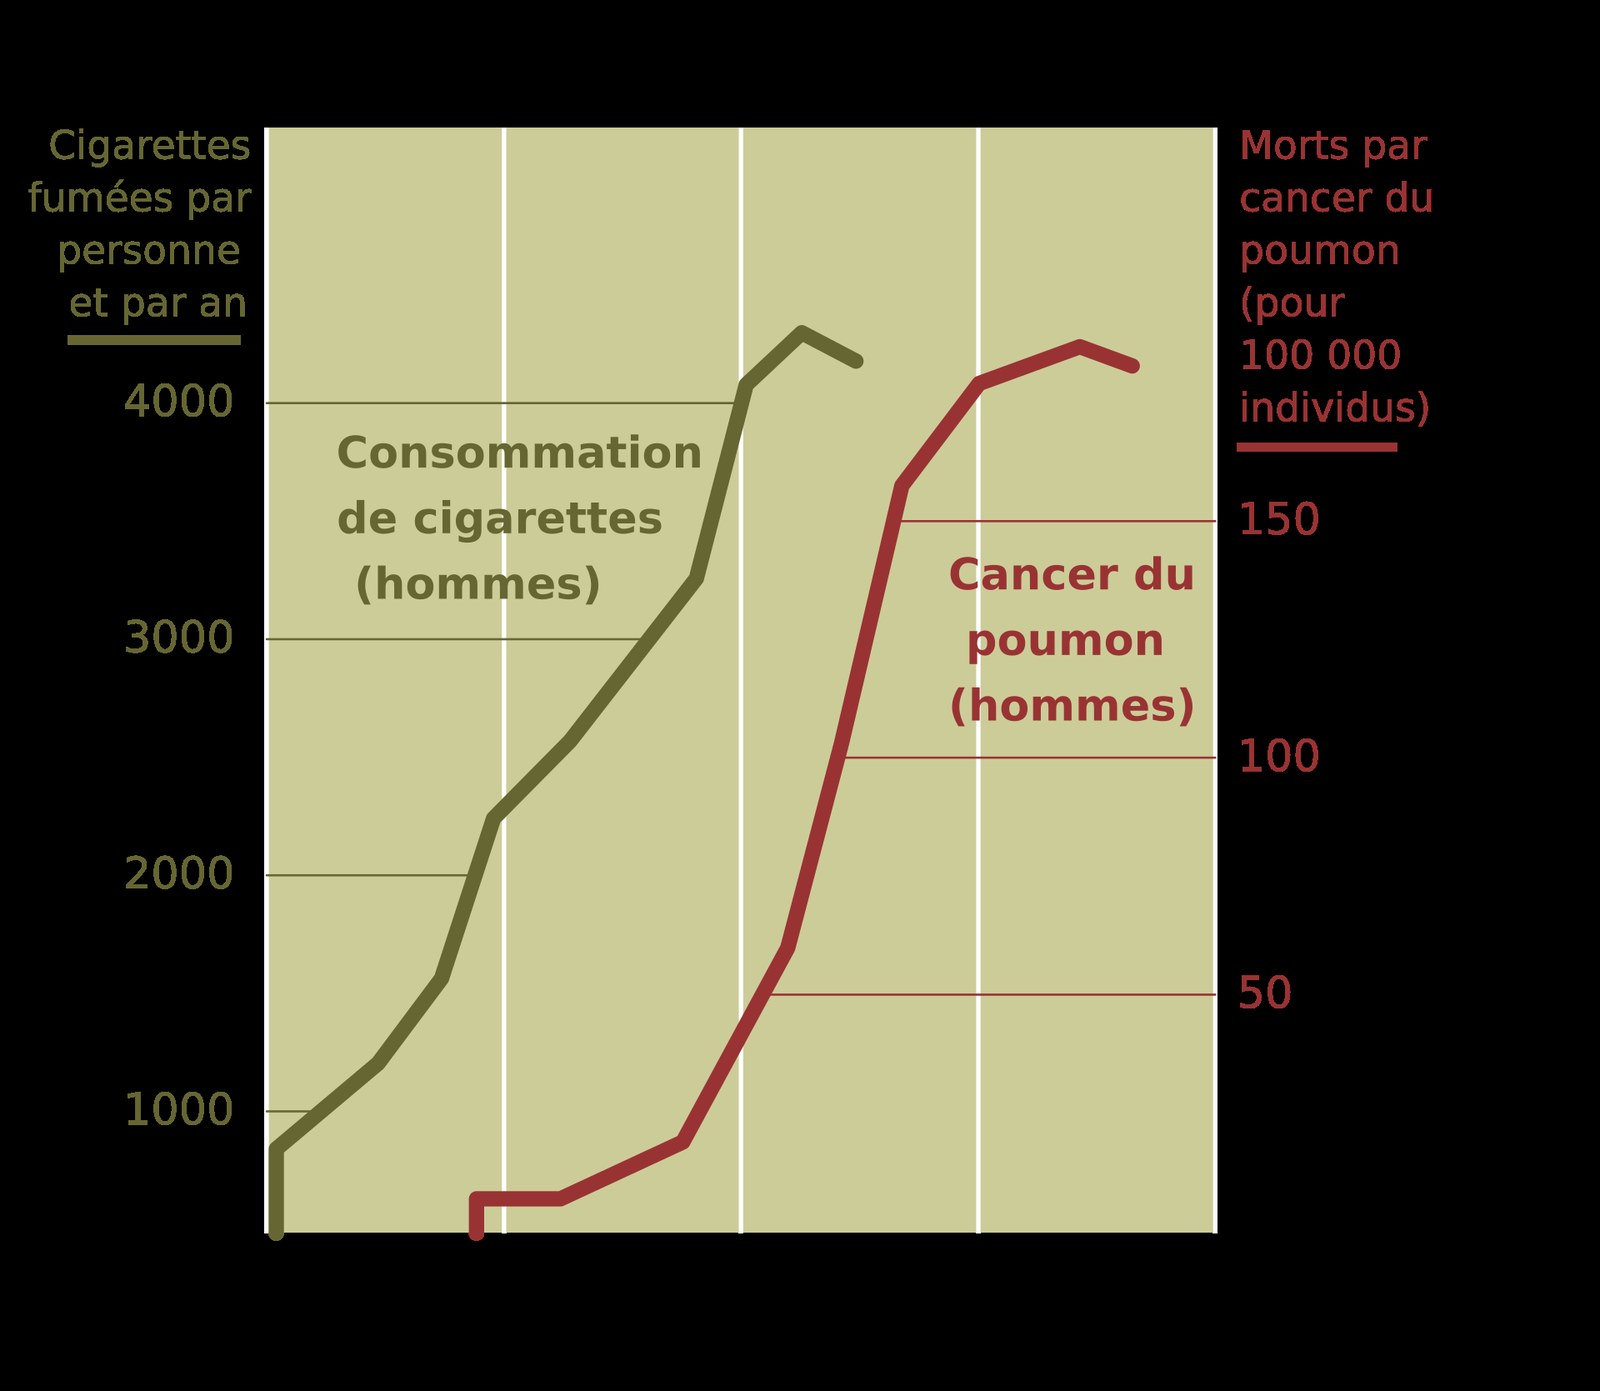 Cigarettes
fumées par
personne
et par an
4000
3000
2000
1000
Consommation
de cigarettes
(hommes)
Morts par
cancer du
poumon
(pour
100 000
individus)
150
100
50
Cancer du
poumon
(hommes)